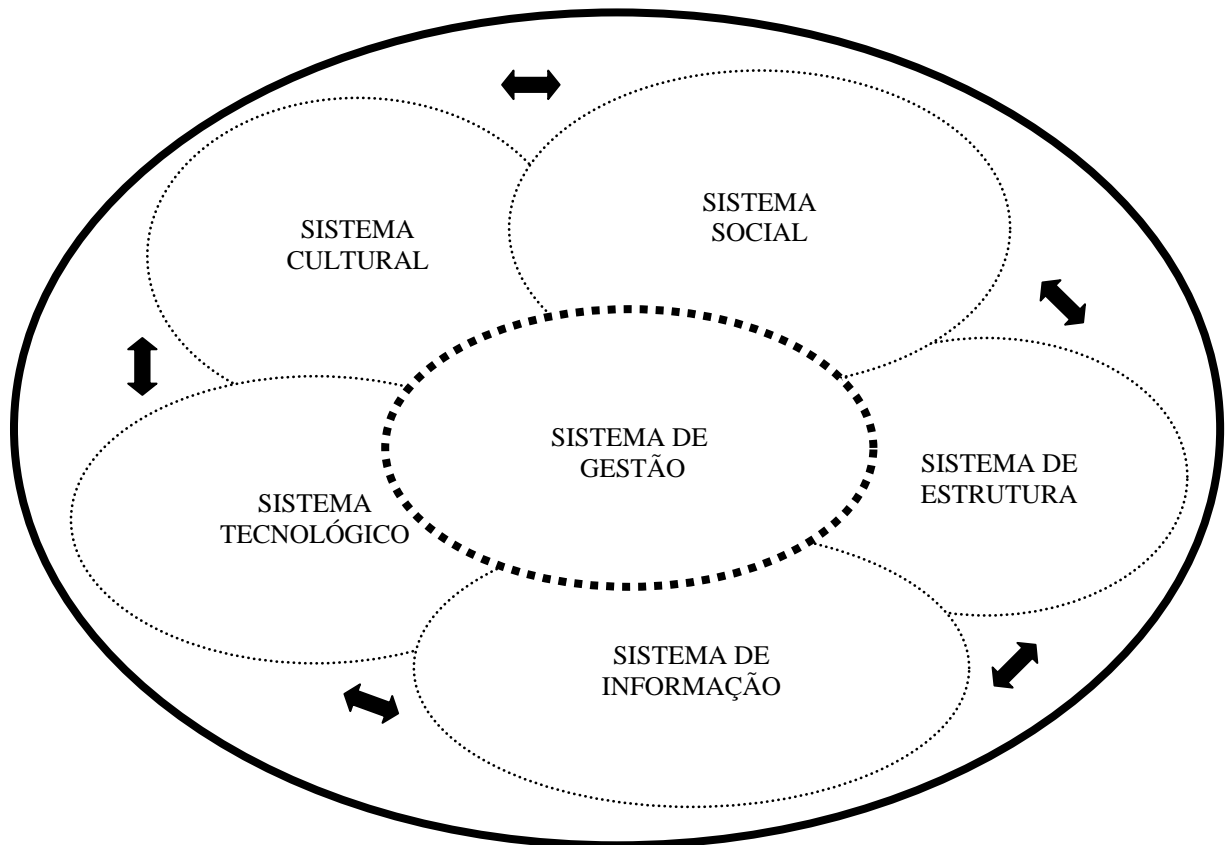 SISTEMA
CULTURAL
SISTEMA
SOCIAL
SISTEMA DE
GESTÃO
SISTEMA DE
ESTRUTURA
SISTEMA
TECNOLÓGICO
SISTEMA DE
INFORMAÇÃO